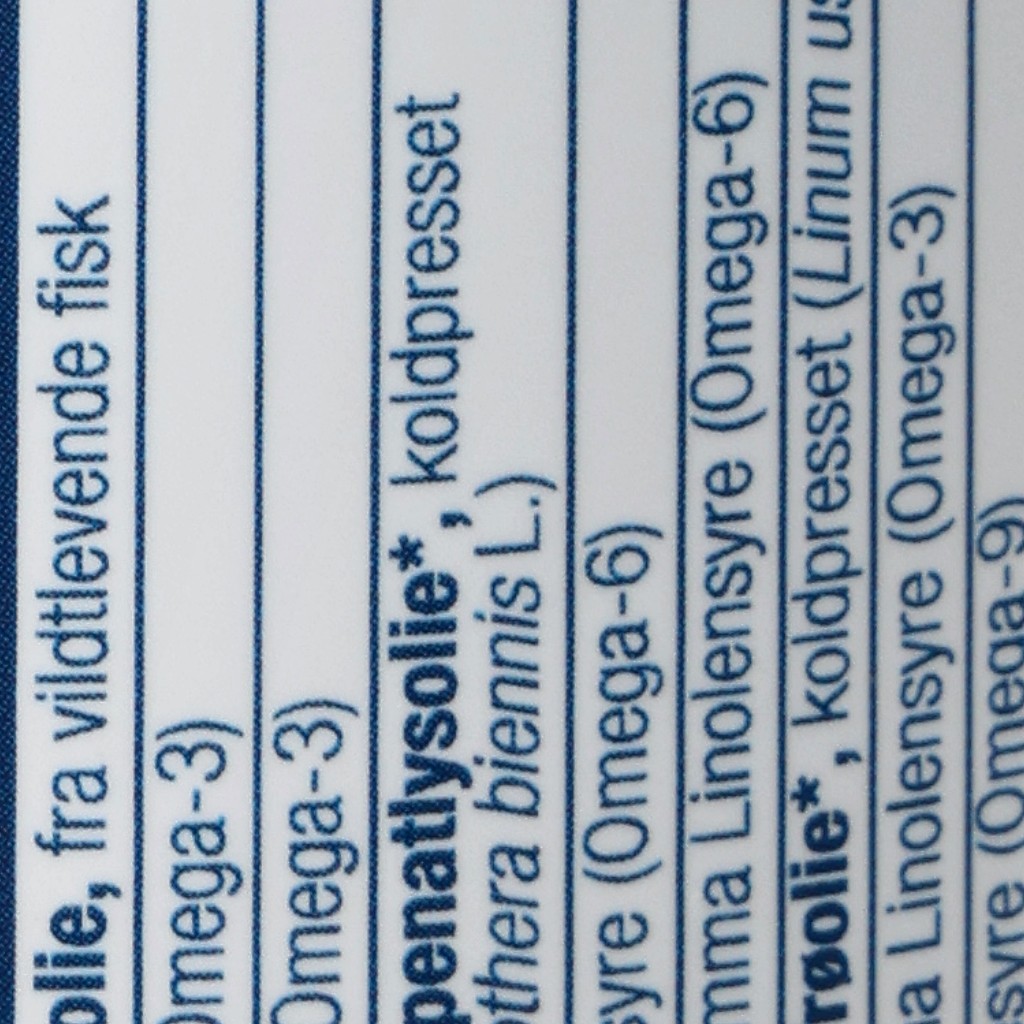 olie, fra vildtlevende fisk
Omega-3)
Omega-3)
penatlysolie*, koldpresset
othera biennis L.)
syre (Omega-6)
mma Linolensyre (Omega-6)
røolie*, koldpresset (Linum us
a Linolensyre (Omega-3)
syre (Omega-9)